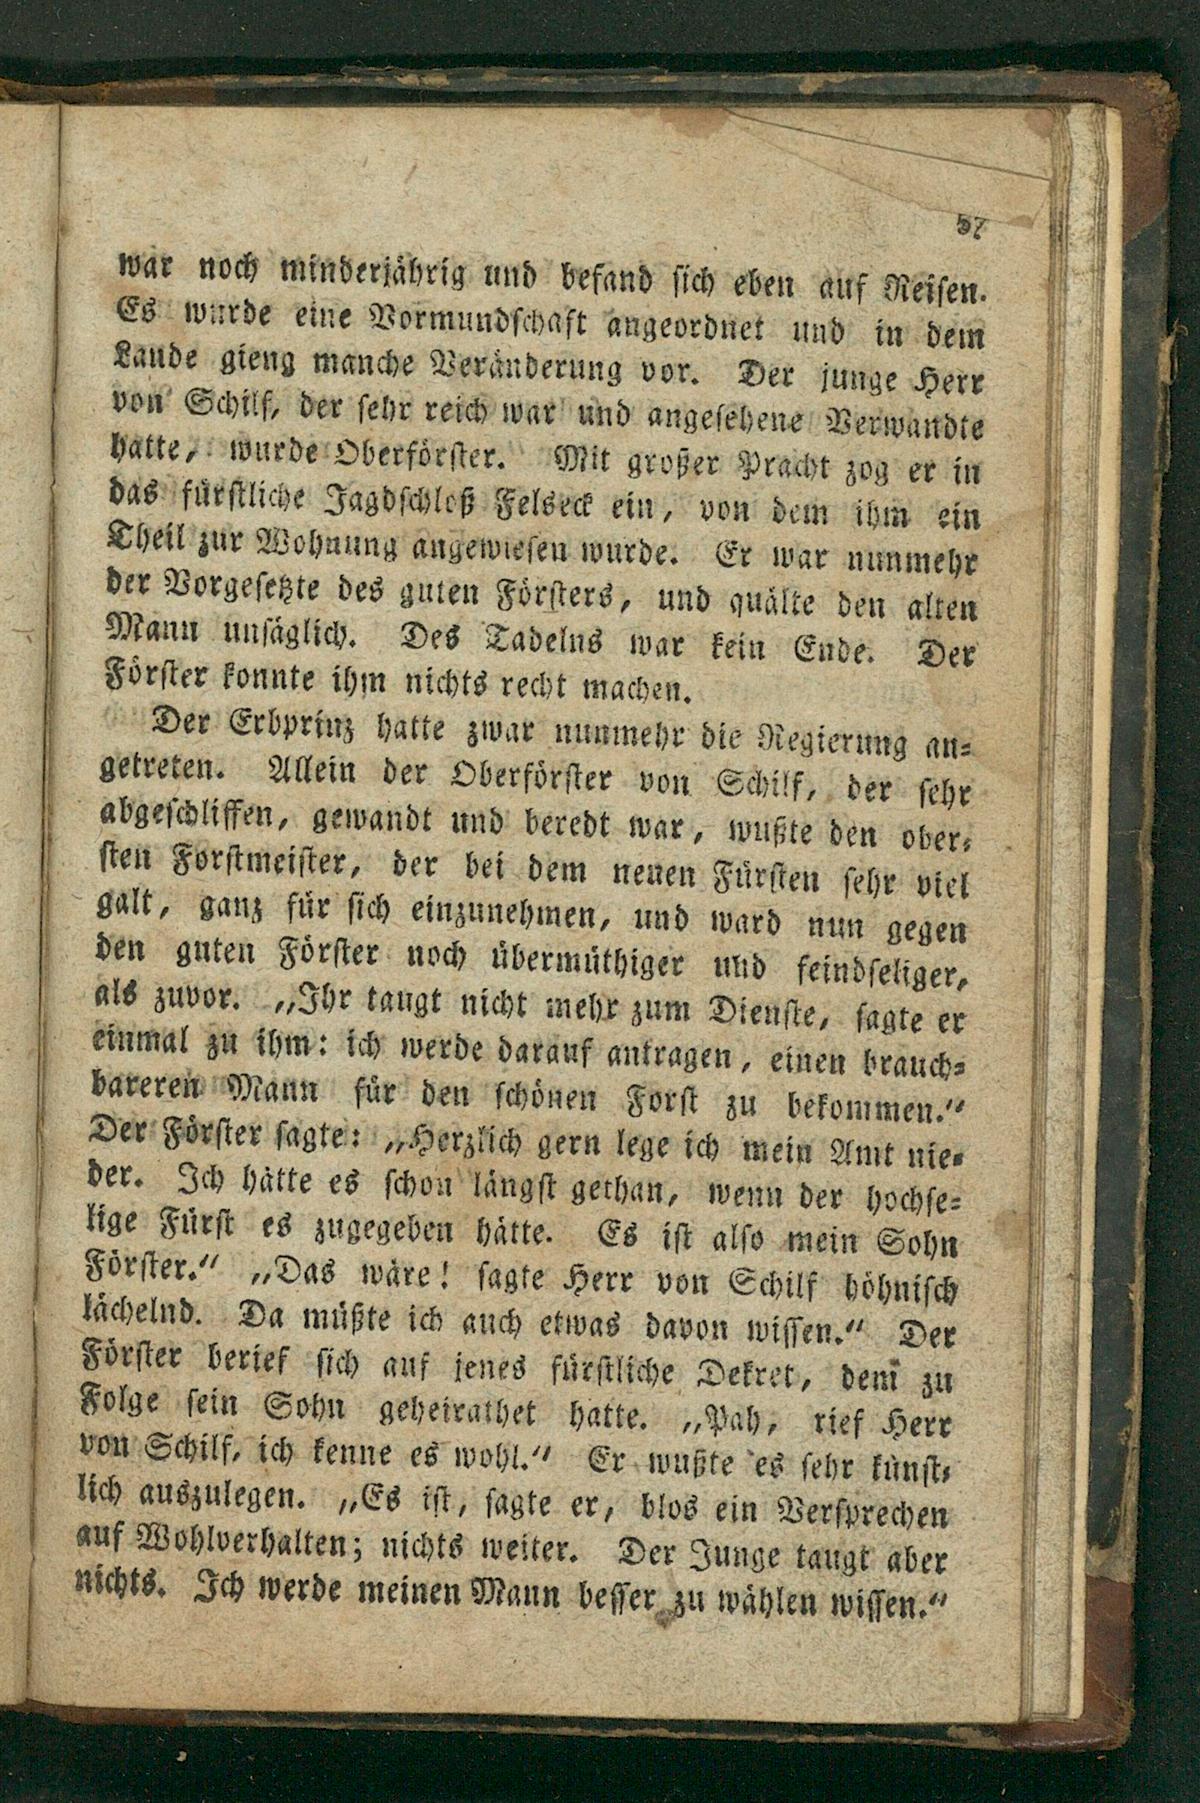 57
war noch minderjährig und befand sich eben auf Reisen.
Es wurde eine Vormundschaft angeordnet und in dem
Lande gieng manche Veränderung vor. Der junge Herr
von Schilf, der sehr reich war und angesehene Verwandte
hatte, wurde Oberförster. Mit großer Pracht zog er in
das fürstliche Jagdschloß Felseck ein, von dem ihm ein
Theil zur Wohnung angewiesen wurde. Er war nunmehr
der Vorgesetzte des guten Försters, und quälte den alten
Mann unsäglich. Des Tadelns war kein Ende. Der
Förster konnte ihm nichts recht machen.
Der Erbprinz hatte zwar nunmehr die Regierung an-
getreten. Allein der Oberförster von Schilf, der sehr
abgeschliffen, gewandt und beredt war, wußte den ober-
sten Forstmeister, der bei dem neuen Fürsten sehr viel
galt, ganz für sich einzunehmen, und ward nun gegen
den guten Förster noch übermüthiger und feindseliger,
als zuvor. „Ihr taugt nicht mehr zum Dienste, sagte er
einmal zu ihm: ich werde darauf antragen, einen brauch-
bareren Mann für den schönen Forst zu bekommen.“
Der Förster sagte: „Herzlich gern lege ich mein Amt nie-
der. Ich hätte es schon längst gethan, wenn der hochse-
lige Fürst es zugegeben hätte. Es ist also mein Sohn
Förster.“ „Das wäre! sagte Herr von Schilf höhnisch
lächelnd. Da müßte ich auch etwas davon wissen.“ Der
Förster berief sich auf jenes fürstliche Dekret, dem zu
Folge sein Sohn geheirathet hatte. „Pah, rief Herr
von Schilf, ich kenne es wohl.“ Er wußte es sehr künst-
lich auszulegen. „Es ist, sagte er, blos ein Versprechen
auf Wohlverhalten; nichts weiter. Der Junge taugt aber
nichts. Ich werde meinen Mann besser zu wählen wissen.“